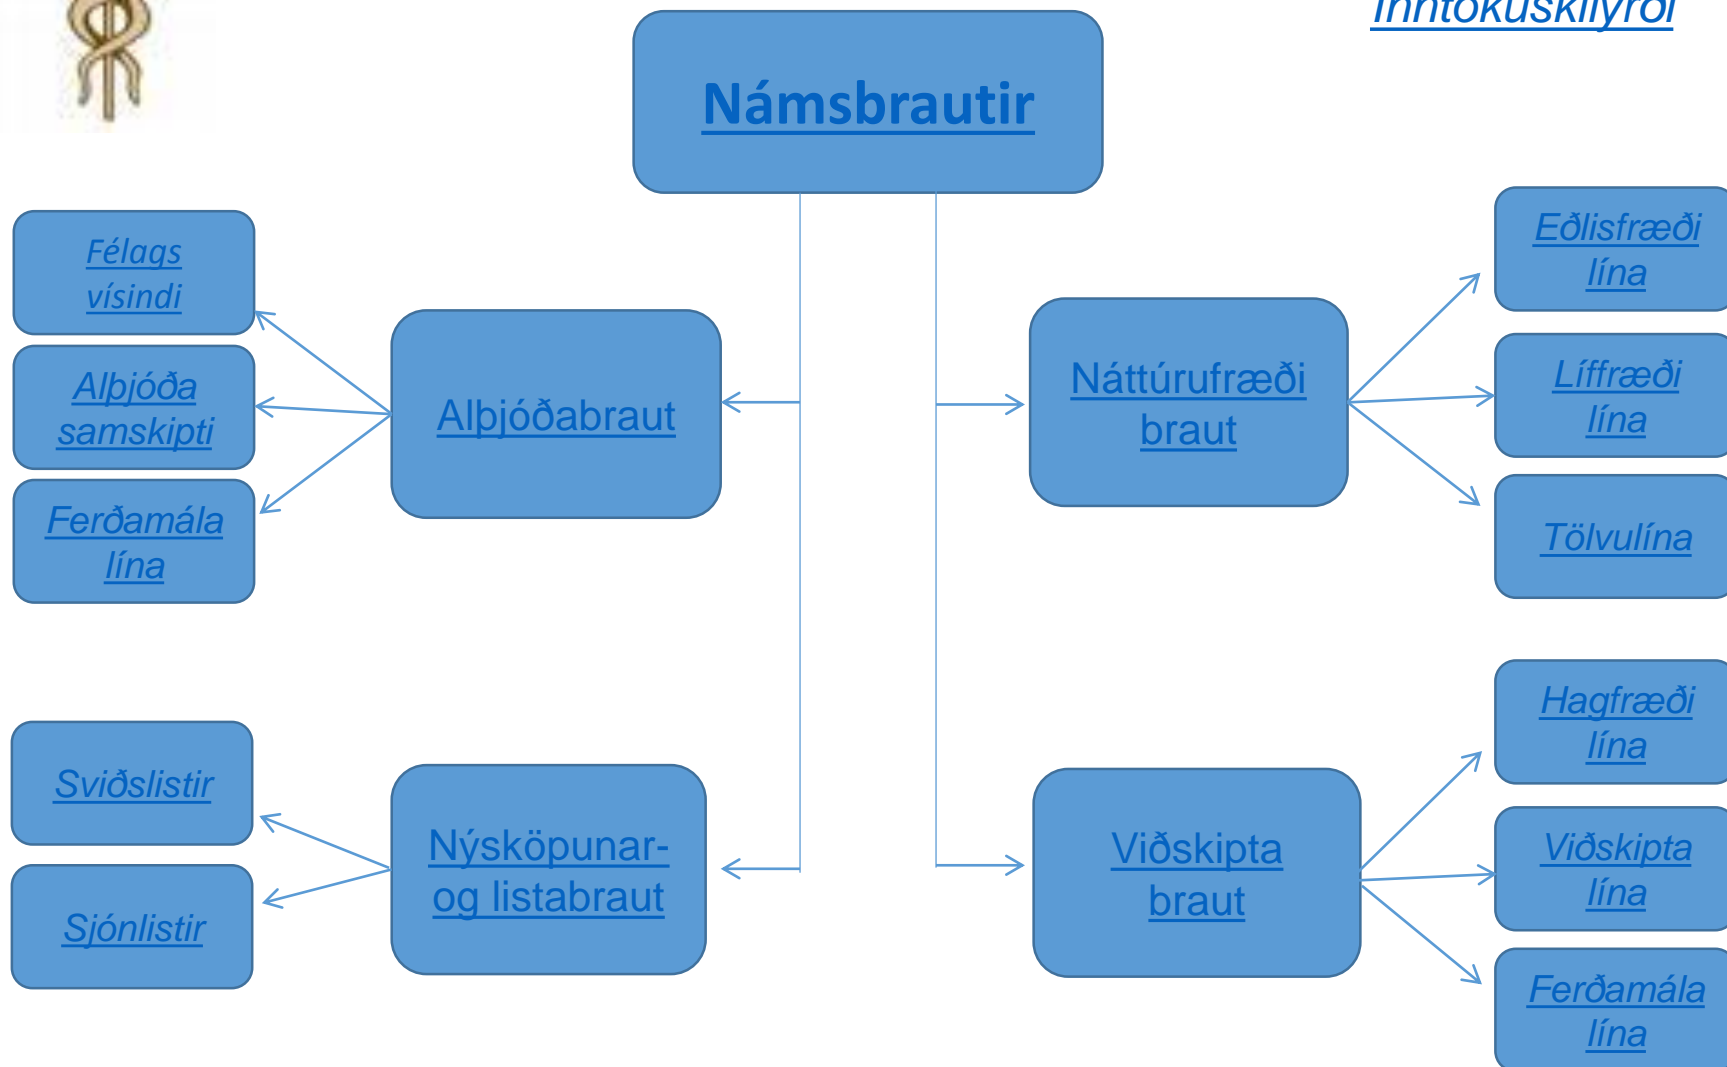 Inntökuskilyrði
Námsbrautir
Félags
vísindi
Alþjóða
samskipti
Ferðamála
lína
Alþjóðabraut
Náttúrufræði
braut
Eðlisfræði
lína
Líffræði
lína
Tölvulína
Sviðslistir
Sjónlistir
Nýsköpunar-
og listabraut
Viðskipta
braut
Hagfræði
lína
Viðskipta
lína
Ferðamála
lína